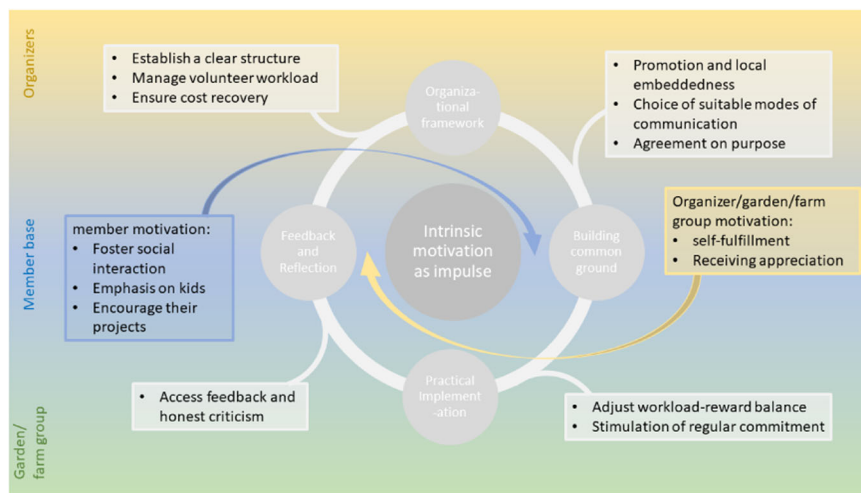 Organizers
• Establish a clear structure
• Manage volunteer workload
• Ensure cost recovery
Organiza-
tional
framework
• Promotion and local
embeddedness
• Choice of suitable modes of
communication
• Agreement on purpose
Member base
member motivation:
• Foster social
interaction
• Emphasis on kids
• Encourage their
projects
Feedback
and
Reflection
Intrinsic
motivation
as impulse
Building
common
ground
Organizer/garden/farm
group motivation:
• self-fulfillment
• Receiving appreciation
Garden/
farm group
• Access feedback and
honest criticism
Practical
Implement
-ation
• Adjust workload-reward balance
• Stimulation of regular commitment